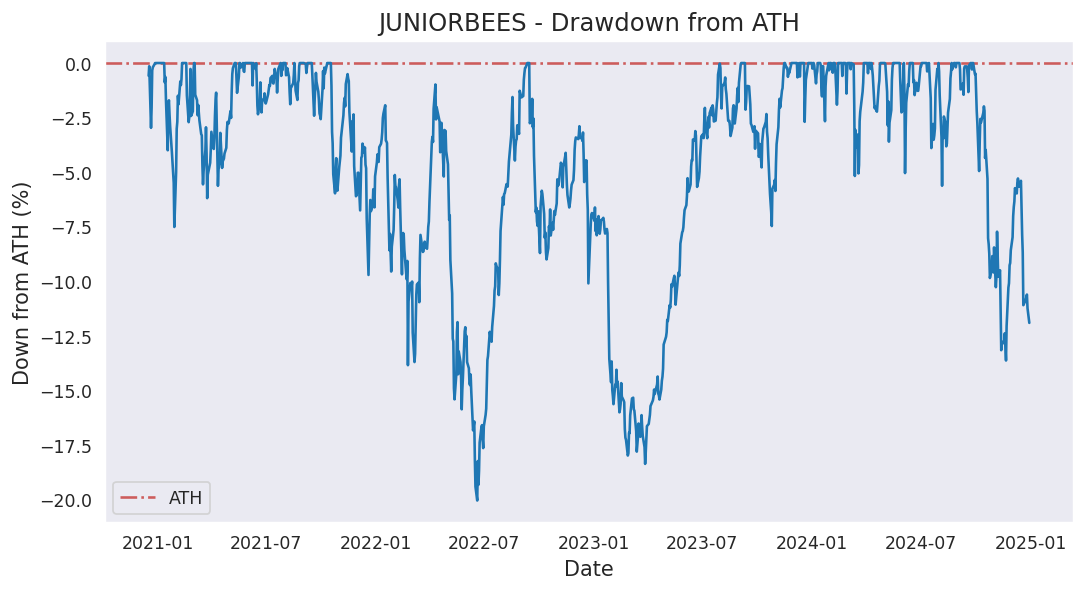 JUNIORBEES - Drawdown from ATH
Down from ATH (%)
0.0
−2.5
−5.0
−7.5
−10.0
−12.5
−15.0
−17.5
−20.0
ATH
2021-01 2021-07 2022-01 2022-07 2023-01 2023-07 2024-01 2024-07 2025-01
Date